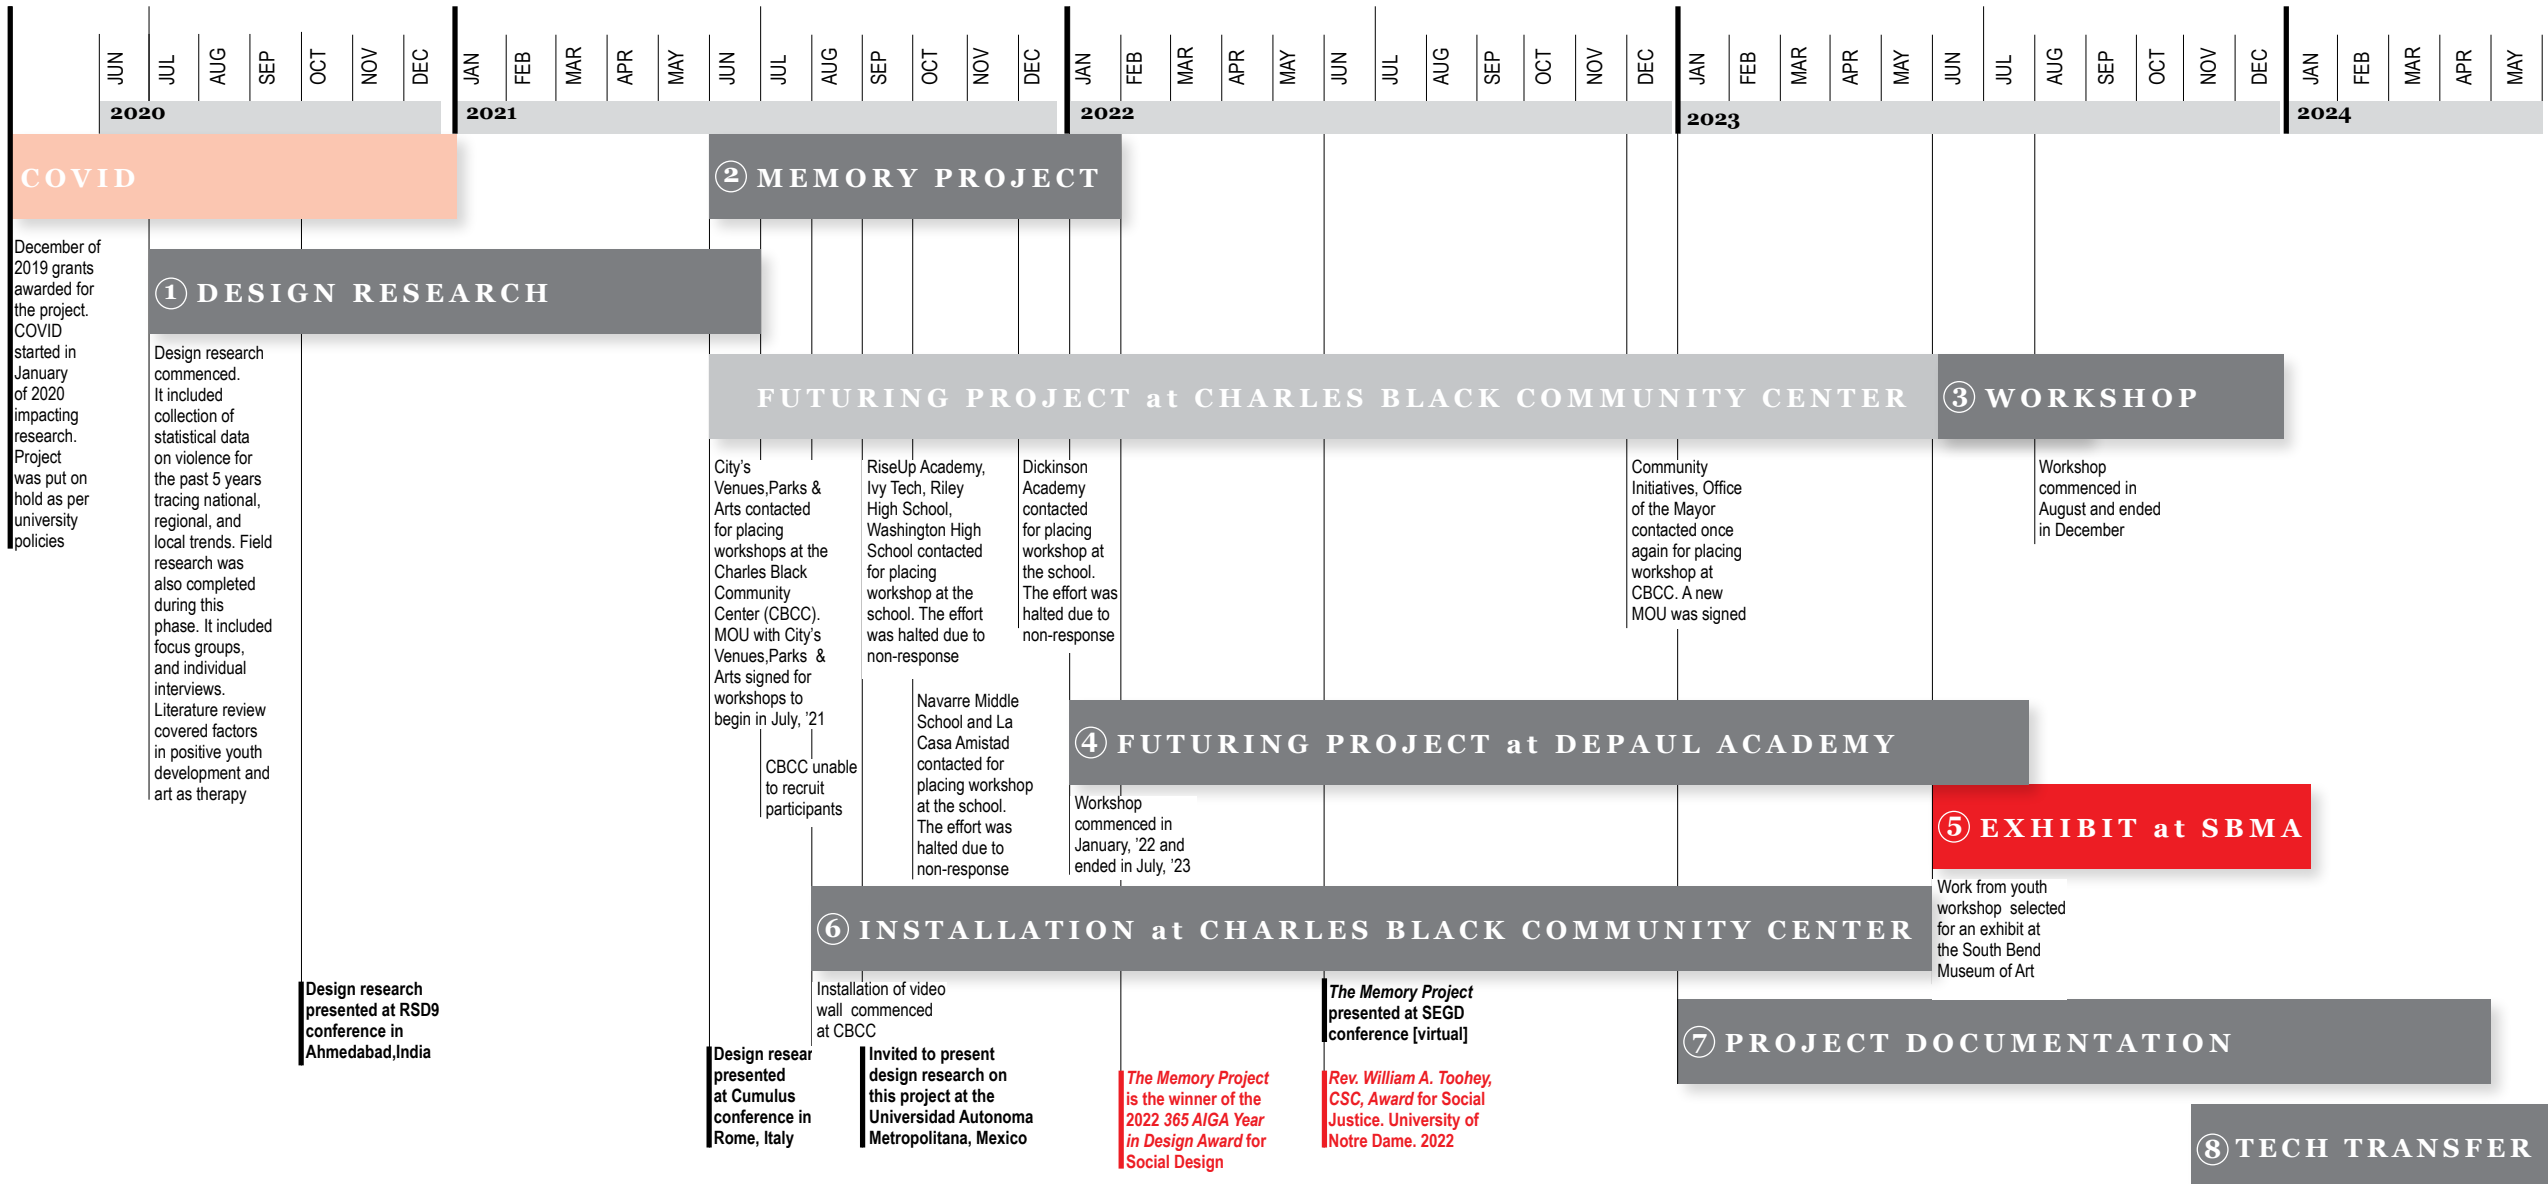 JUN
JUL
AUG
SEP
OCT
NOV
DEC
JAN
FEB
MAR
APR
MAY
JUN
JUL
AUG
SEP
OCT
NOV
DEC
JAN
FEB
MAR
APR
MAY
JUN
JUL
AUG
SEP
OCT
NOV
DEC
JAN
FEB
MAR
APR
MAY
JUN
JUL
AUG
SEP
OCT
NOV
DEC
JAN
FEB
MAR
APR
MAY
2020
2021
2022
2023
2024
COVID
② MEMORY PROJECT
December of
2019 grants
awarded for
the project.
COVID
started in
January
of 2020
impacting
research.
Project
was put on
hold as per
university
policies
① DESIGN RESEARCH
Design research
commenced.
It included
collection of
statistical data
on violence for
the past 5 years
tracing national,
regional, and
local trends. Field
research was
also completed
during this
phase. It included
focus groups,
and individual
interviews.
Literature review
covered factors
in positive youth
development and
art as therapy
FUTURING PROJECT at CHARLES BLACK COMMUNITY CENTER
③ WORKSHOP
City's
Venues,Parks &
Arts contacted
for placing
workshops at the
Charles Black
Community
Center (CBCC).
MOU with City's
Venues,Parks &
Arts signed for
workshops to
begin in July, '21
CBCC unable
to recruit
participants
RiseUp Academy,
Ivy Tech, Riley
High School,
Washington High
School contacted
for placing
workshop at the
school. The effort
was halted due to
non-response
Navarre Middle
School and La
Casa Amistad
contacted for
placing workshop
at the school.
The effort was
halted due to
non-response
Dickinson
Academy
contacted
for placing
workshop at
the school.
The effort was
halted due to
non-response
Community
Initiatives, Office
of the Mayor
contacted once
again for placing
workshop at
CBCC. A new
MOU was signed
Workshop
commenced in
August and ended
in December
④ FUTURING PROJECT at DEPAUL ACADEMY
Workshop
commenced in
January, '22 and
ended in July, '23
⑤ EXHIBIT at SBMA
Work from youth
workshop selected
for an exhibit at
the South Bend
Museum of Art
⑥ INSTALLATION at CHARLES BLACK COMMUNITY CENTER
Installation of video
wall commenced
at CBCC
Design research
presented at RSD9
conference in
Ahmedabad,India
Design resear
presented
at Cumulus
conference in
Rome, Italy
Invited to present
design research on
this project at the
Universidad Autonoma
Metropolitana, Mexico
The Memory Project
is the winner of the
2022 365 AIGA Year
in Design Award for
Social Design
The Memory Project
presented at SEGD
conference [virtual]
Rev. William A. Toohey,
CSC, Award for Social
Justice. University of
Notre Dame. 2022
⑦ PROJECT DOCUMENTATION
⑧ TECH TRANSFER